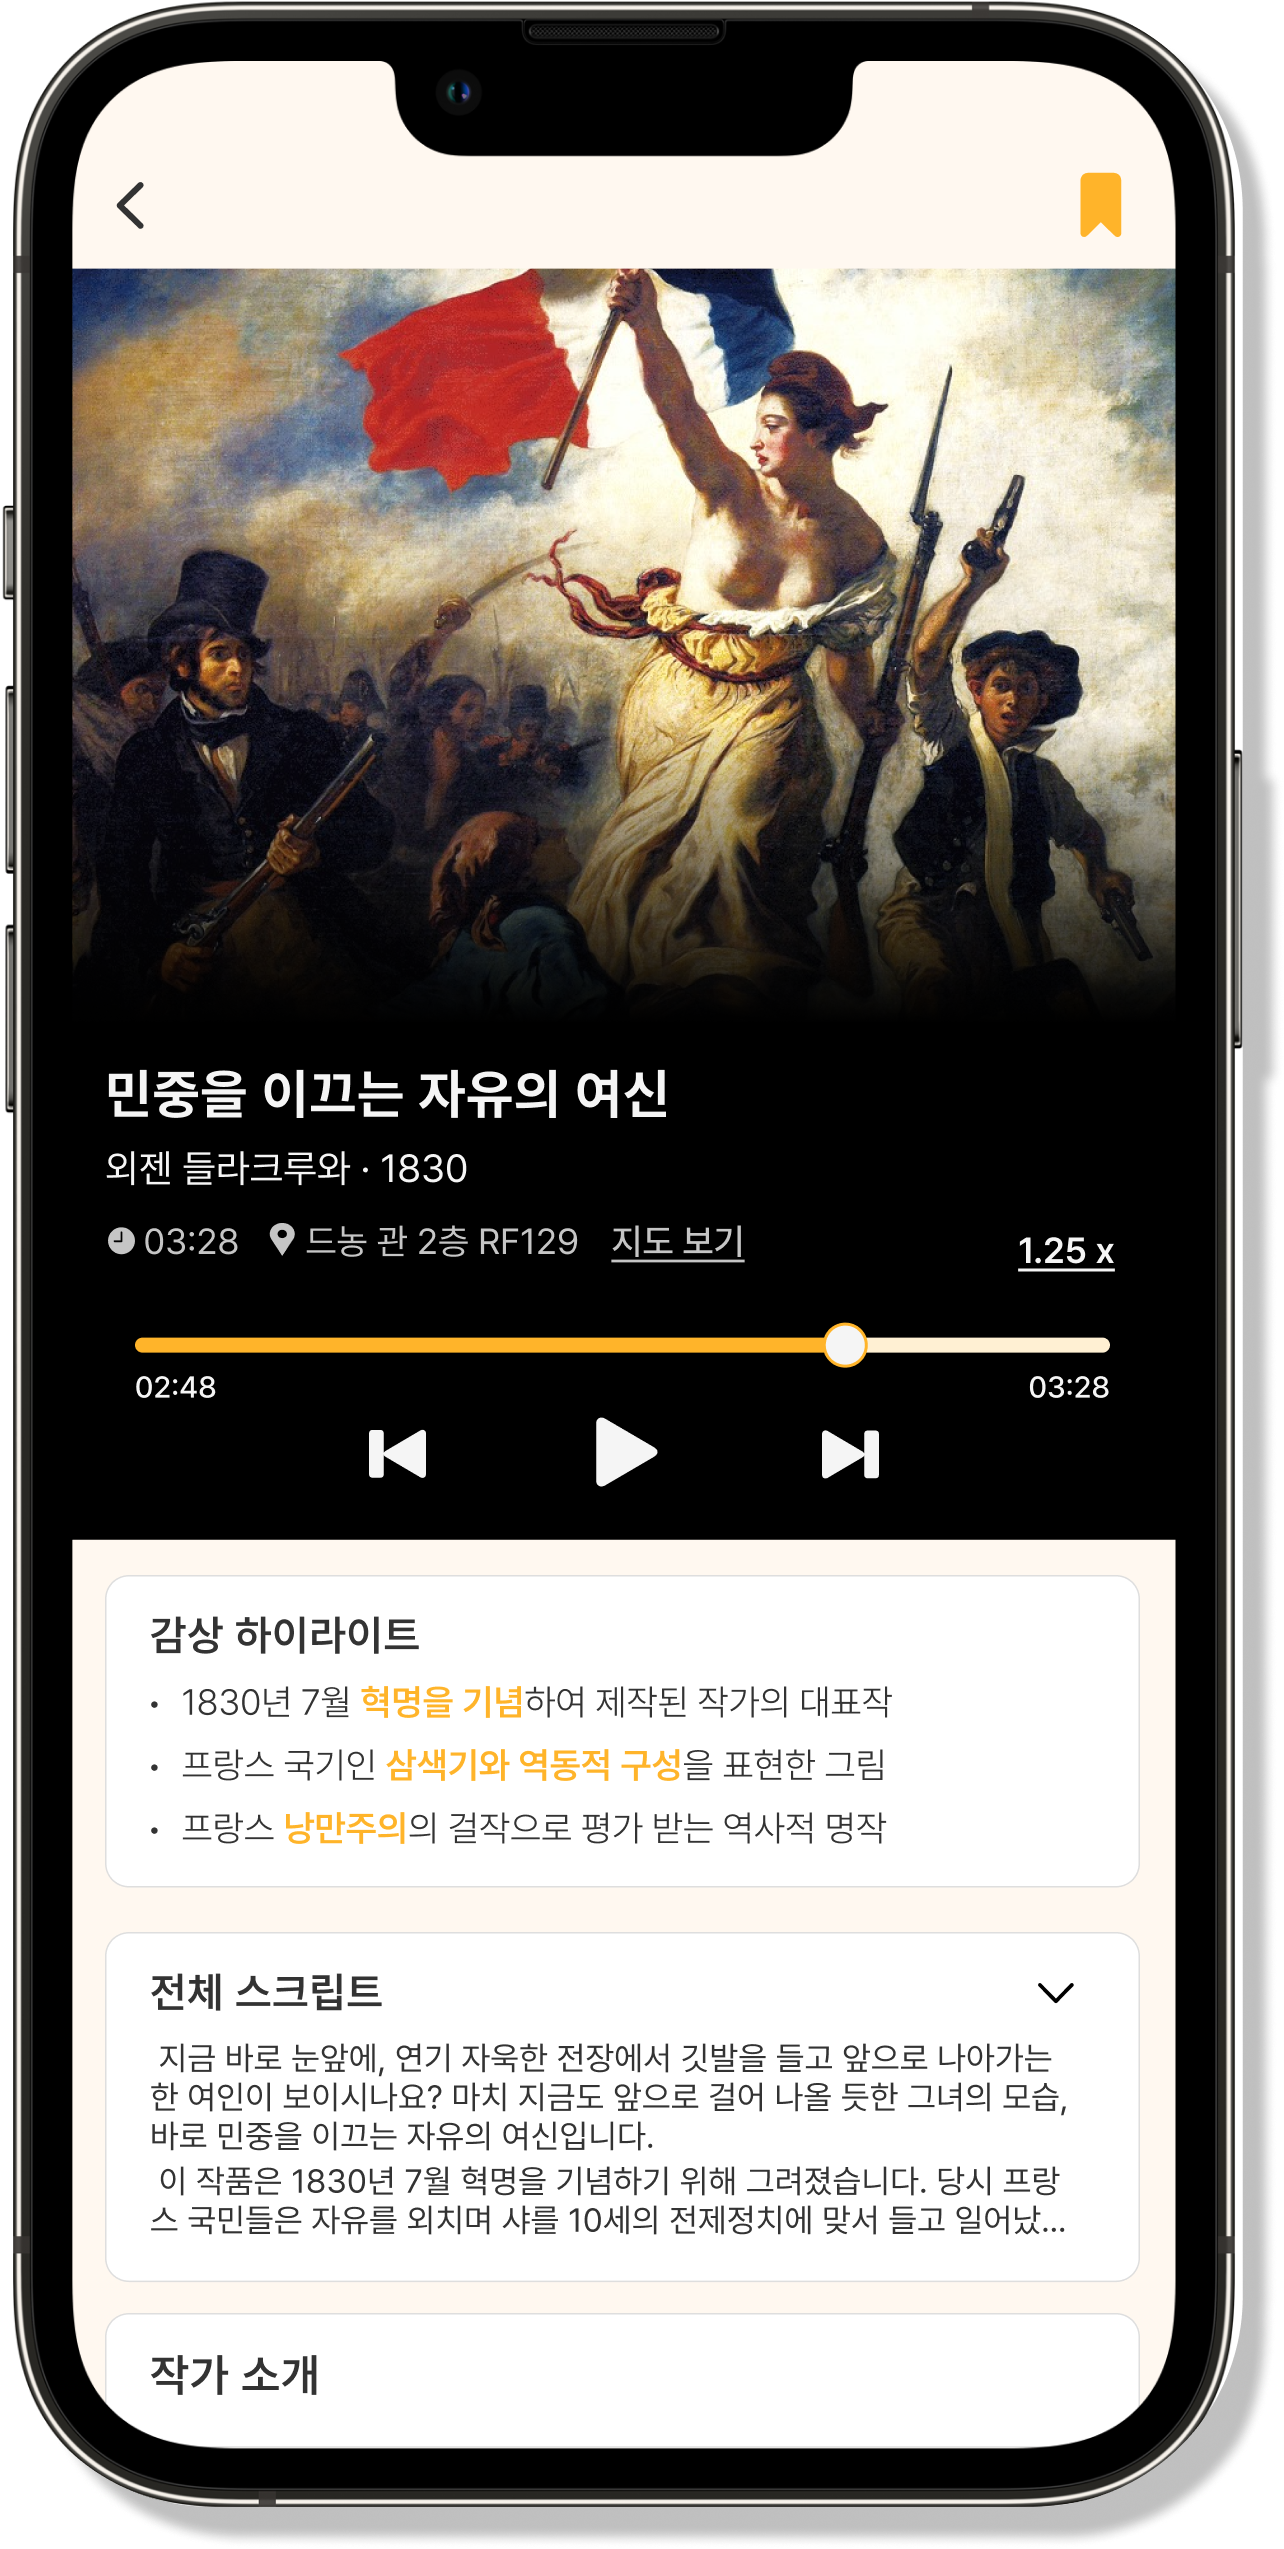 민중을 이끄는 자유의 여신
외젠 들라크루와 · 1830
03:28 드농 관 2층 RF129 지도 보기
1.25 x
02:48 03:28
감상 하이라이트
• 1830년 7월 혁명을 기념하여 제작된 작가의 대표작
• 프랑스 국기인 삼색기와 역동적 구성을 표현한 그림
• 프랑스 낭만주의의 걸작으로 평가 받는 역사적 명작
전체 스크립트
지금 바로 눈앞에, 연기 자욱한 전장에서 깃발을 들고 앞으로 나아가는
한 여인이 보이시나요? 마치 지금도 앞으로 걸어 나올 듯한 그녀의 모습,
바로 민중을 이끄는 자유의 여신입니다.
이 작품은 1830년 7월 혁명을 기념하기 위해 그려졌습니다. 당시 프랑
스 국민들은 자유를 외치며 샤를 10세의 전제정치에 맞서 들고 일어났...
작가 소개